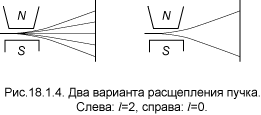 N
S
N
S
Рис.18.1.4. Два варианта расщепления пучка.
Слева: l=2, справа: l=0.